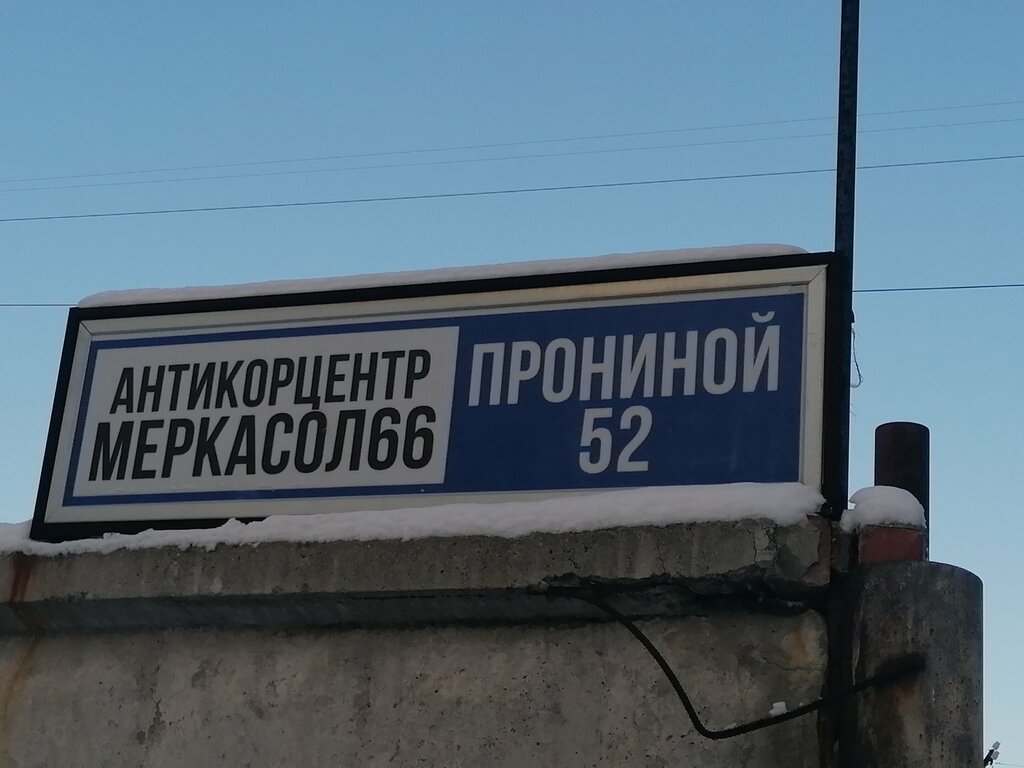 АНТИКОРЦЕНТР
МЕРКАСОЛ66
ПРОНИНОЙ
52